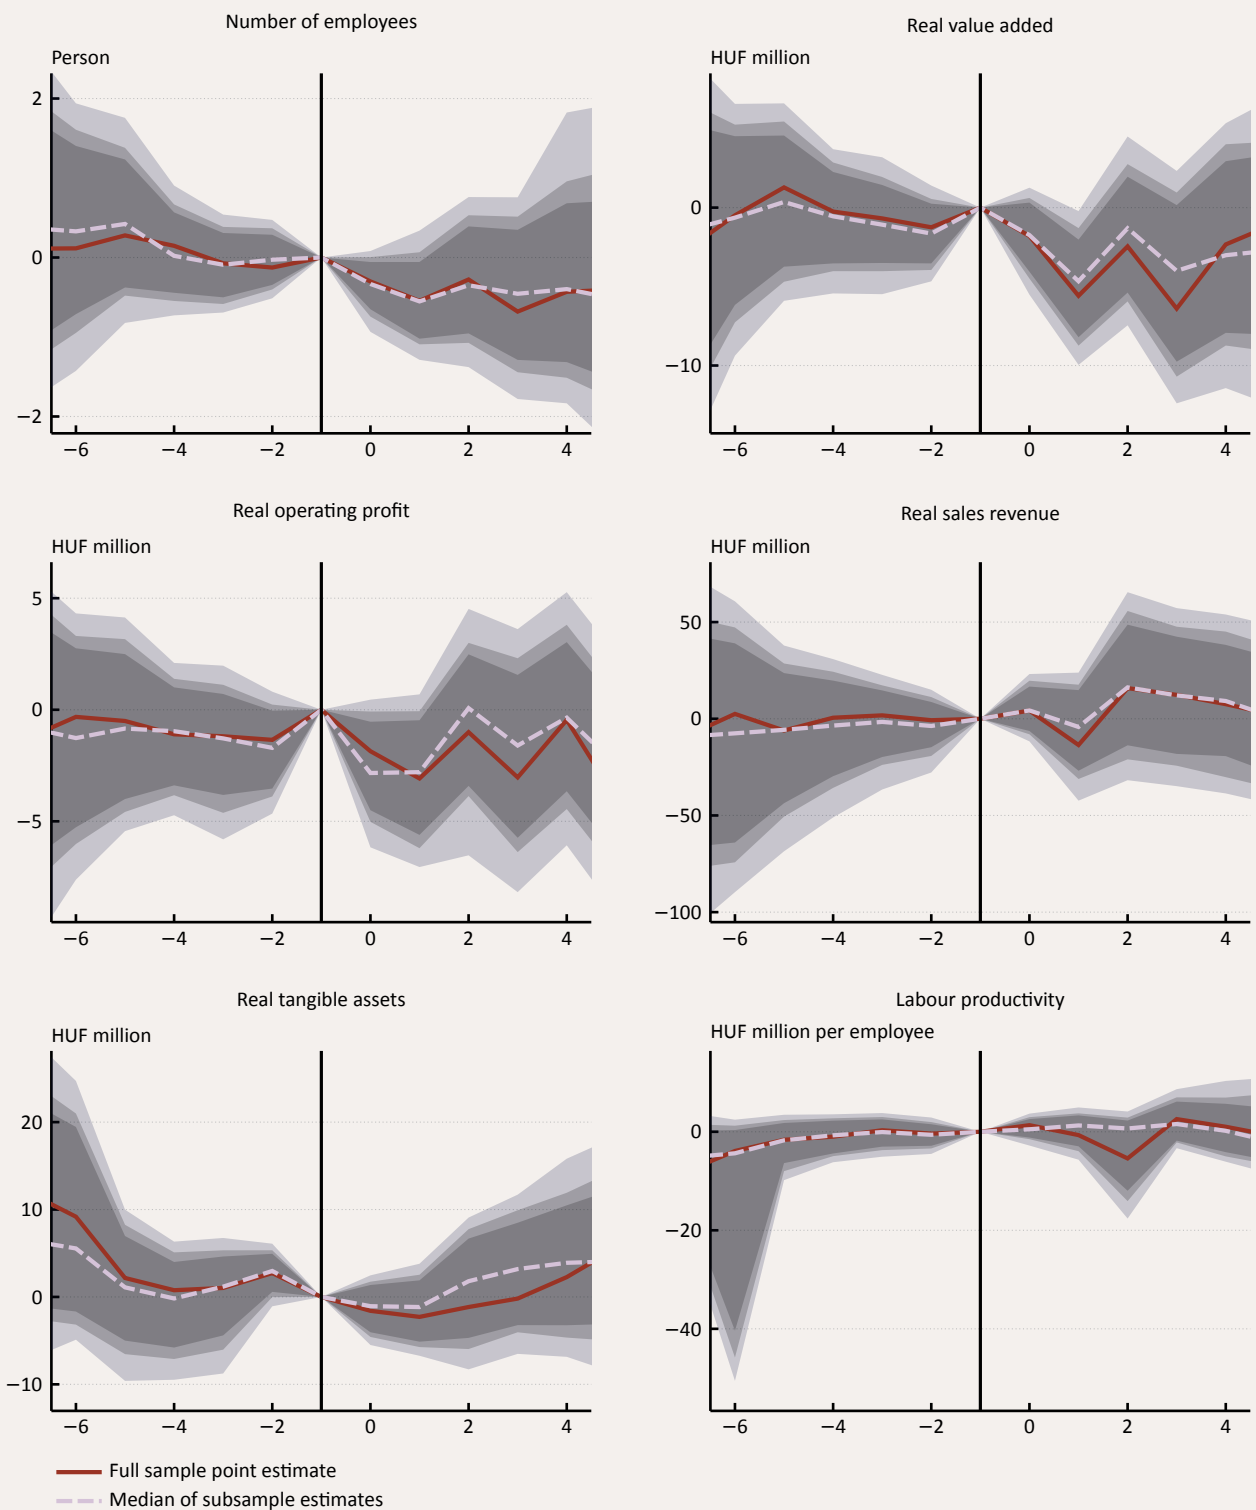 Number of employees
Person
2
0
−2
−6 −4 −2 0 2 4
Real value added
HUF million
0
−10
−6 −4 −2 0 2 4
Real operating profit
HUF million
5
0
−5
−6 −4 −2 0 2 4
Real sales revenue
HUF million
50
0
−50
−100
−6 −4 −2 0 2 4
Real tangible assets
HUF million
20
10
0
−10
−6 −4 −2 0 2 4
Labour productivity
HUF million per employee
0
−20
−40
−6 −4 −2 0 2 4
Full sample point estimate
Median of subsample estimates